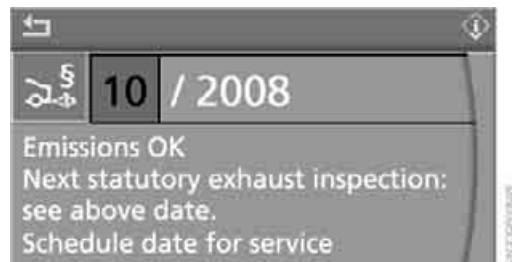 §
10 / 2008
Emissions OK
Next statutory exhaust inspection:
see above date.
Schedule date for service